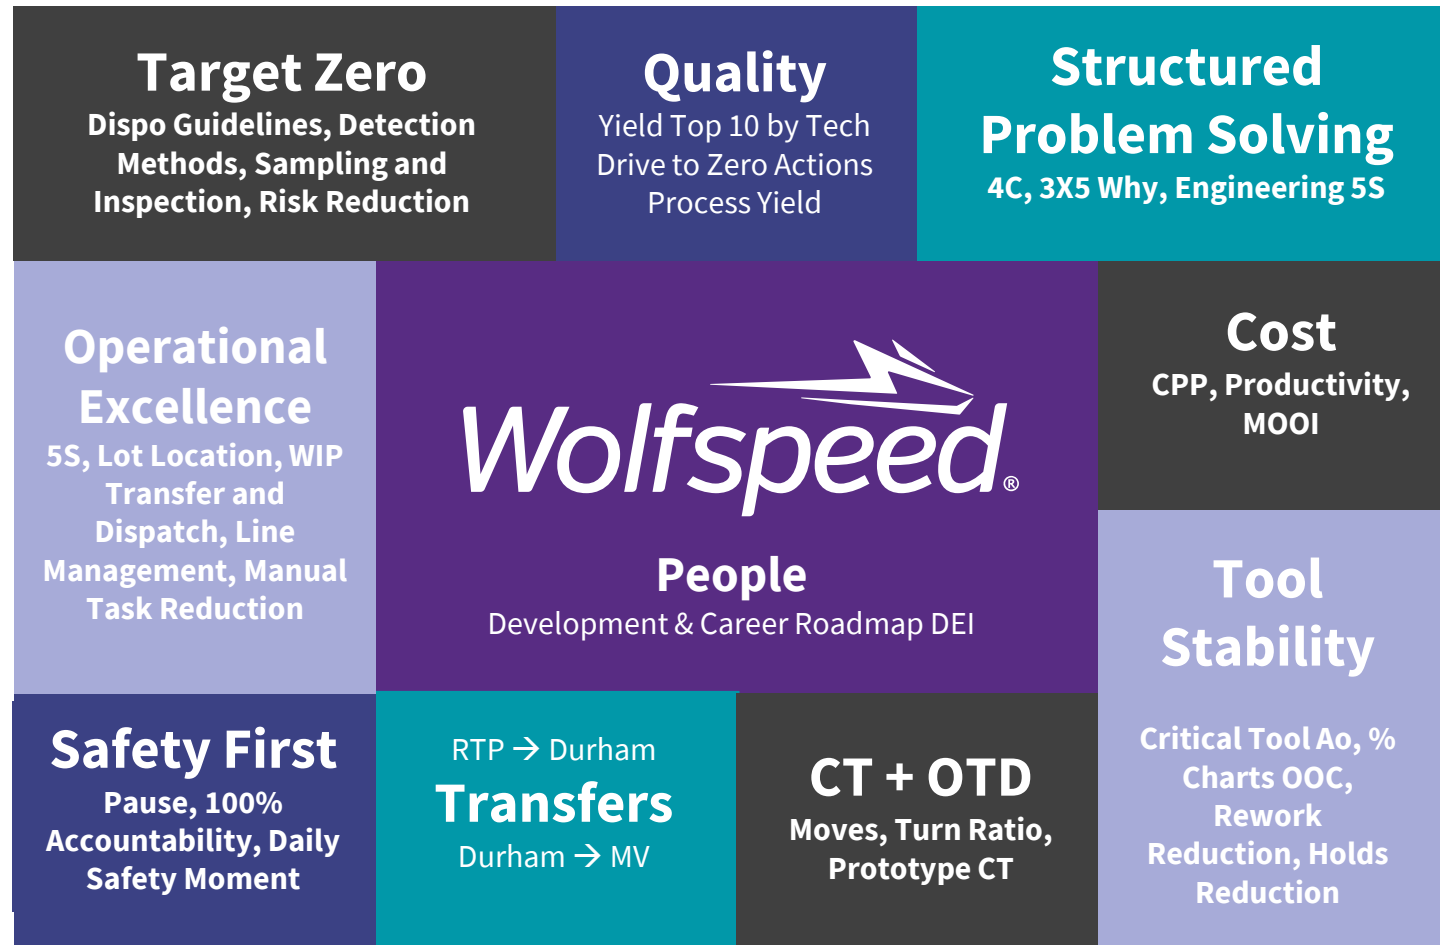 Target Zero
Dispo Guidelines, Detection
Methods, Sampling and
Inspection, Risk Reduction
Quality
Yield Top 10 by Tech
Drive to Zero Actions
Process Yield
Structured
Problem Solving
4C, 3X5 Why, Engineering 5S
Operational
Excellence
5S, Lot Location, WIP
Transfer and
Dispatch, Line
Management, Manual
Task Reduction
Wolfspeed®
People
Development & Career Roadmap DEI
Cost
CPP, Productivity,
MOOI
Tool
Stability
Critical Tool Ao, %
Charts OOC,
Rework
Reduction, Holds
Reduction
Safety First
Pause, 100%
Accountability, Daily
Safety Moment
RTP → Durham
Transfers
Durham → MV
CT + OTD
Moves, Turn Ratio,
Prototype CT